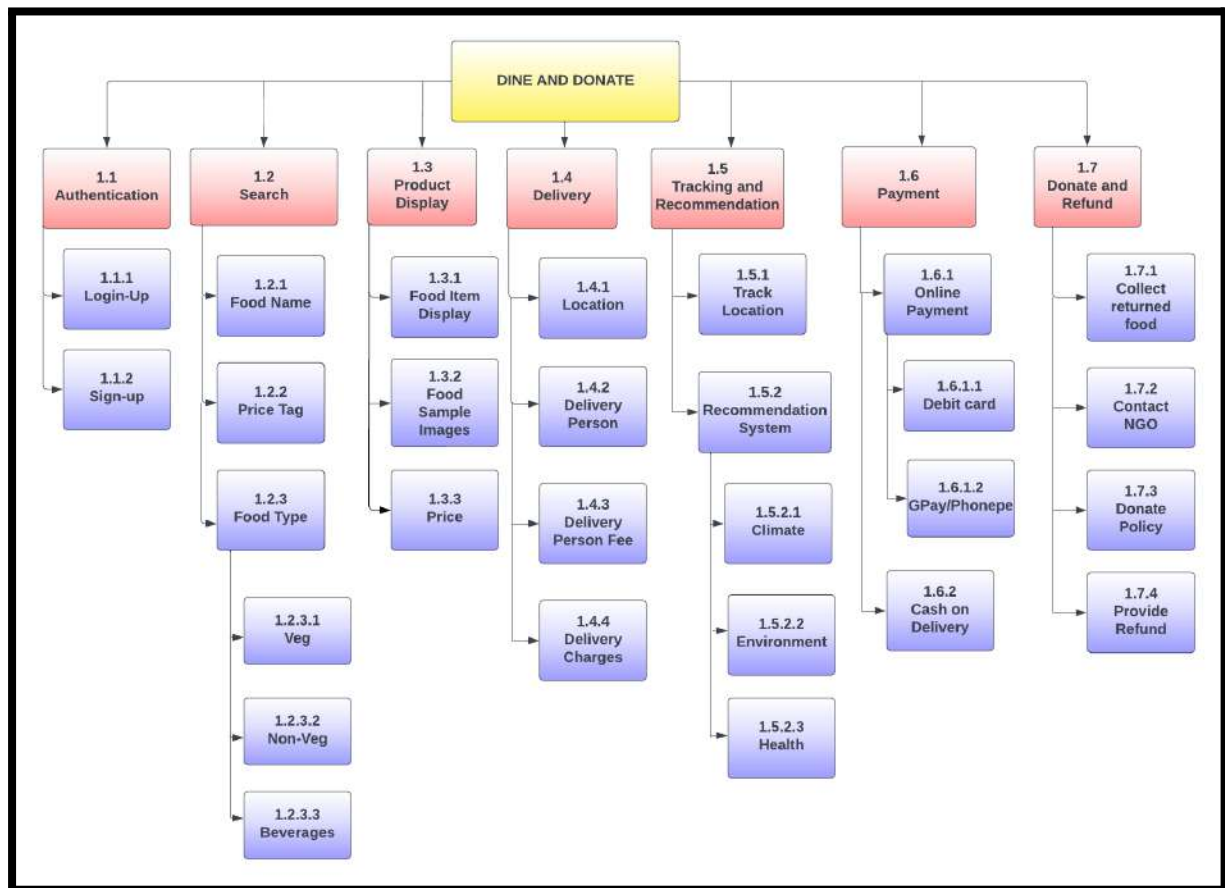 DINE AND DONATE
1.1
Authentication
1.2
Search
1.3
Product
Display
1.4
Delivery
1.5
Tracking and
Recommendation
1.6
Payment
1.7
Donate and
Refund
1.1.1
Login-Up
1.1.2
Sign-up
1.2.1
Food Name
1.2.2
Price Tag
1.2.3
Food Type
1.2.3.1
Veg
1.2.3.2
Non-Veg
1.2.3.3
Beverages
1.3.1
Food Item
Display
1.3.2
Food
Sample
Images
1.3.3
Price
1.4.1
Location
1.4.2
Delivery
Person
1.4.3
Delivery
Person Fee
1.4.4
Delivery
Charges
1.5.1
Track
Location
1.5.2
Recommendation
System
1.5.2.1
Climate
1.5.2.2
Environment
1.5.2.3
Health
1.6.1
Online
Payment
1.6.1.1
Debit card
1.6.1.2
GPay/Phonepe
1.6.2
Cash on
Delivery
1.7.1
Collect
returned
food
1.7.2
Contact
NGO
1.7.3
Donate
Policy
1.7.4
Provide
Refund